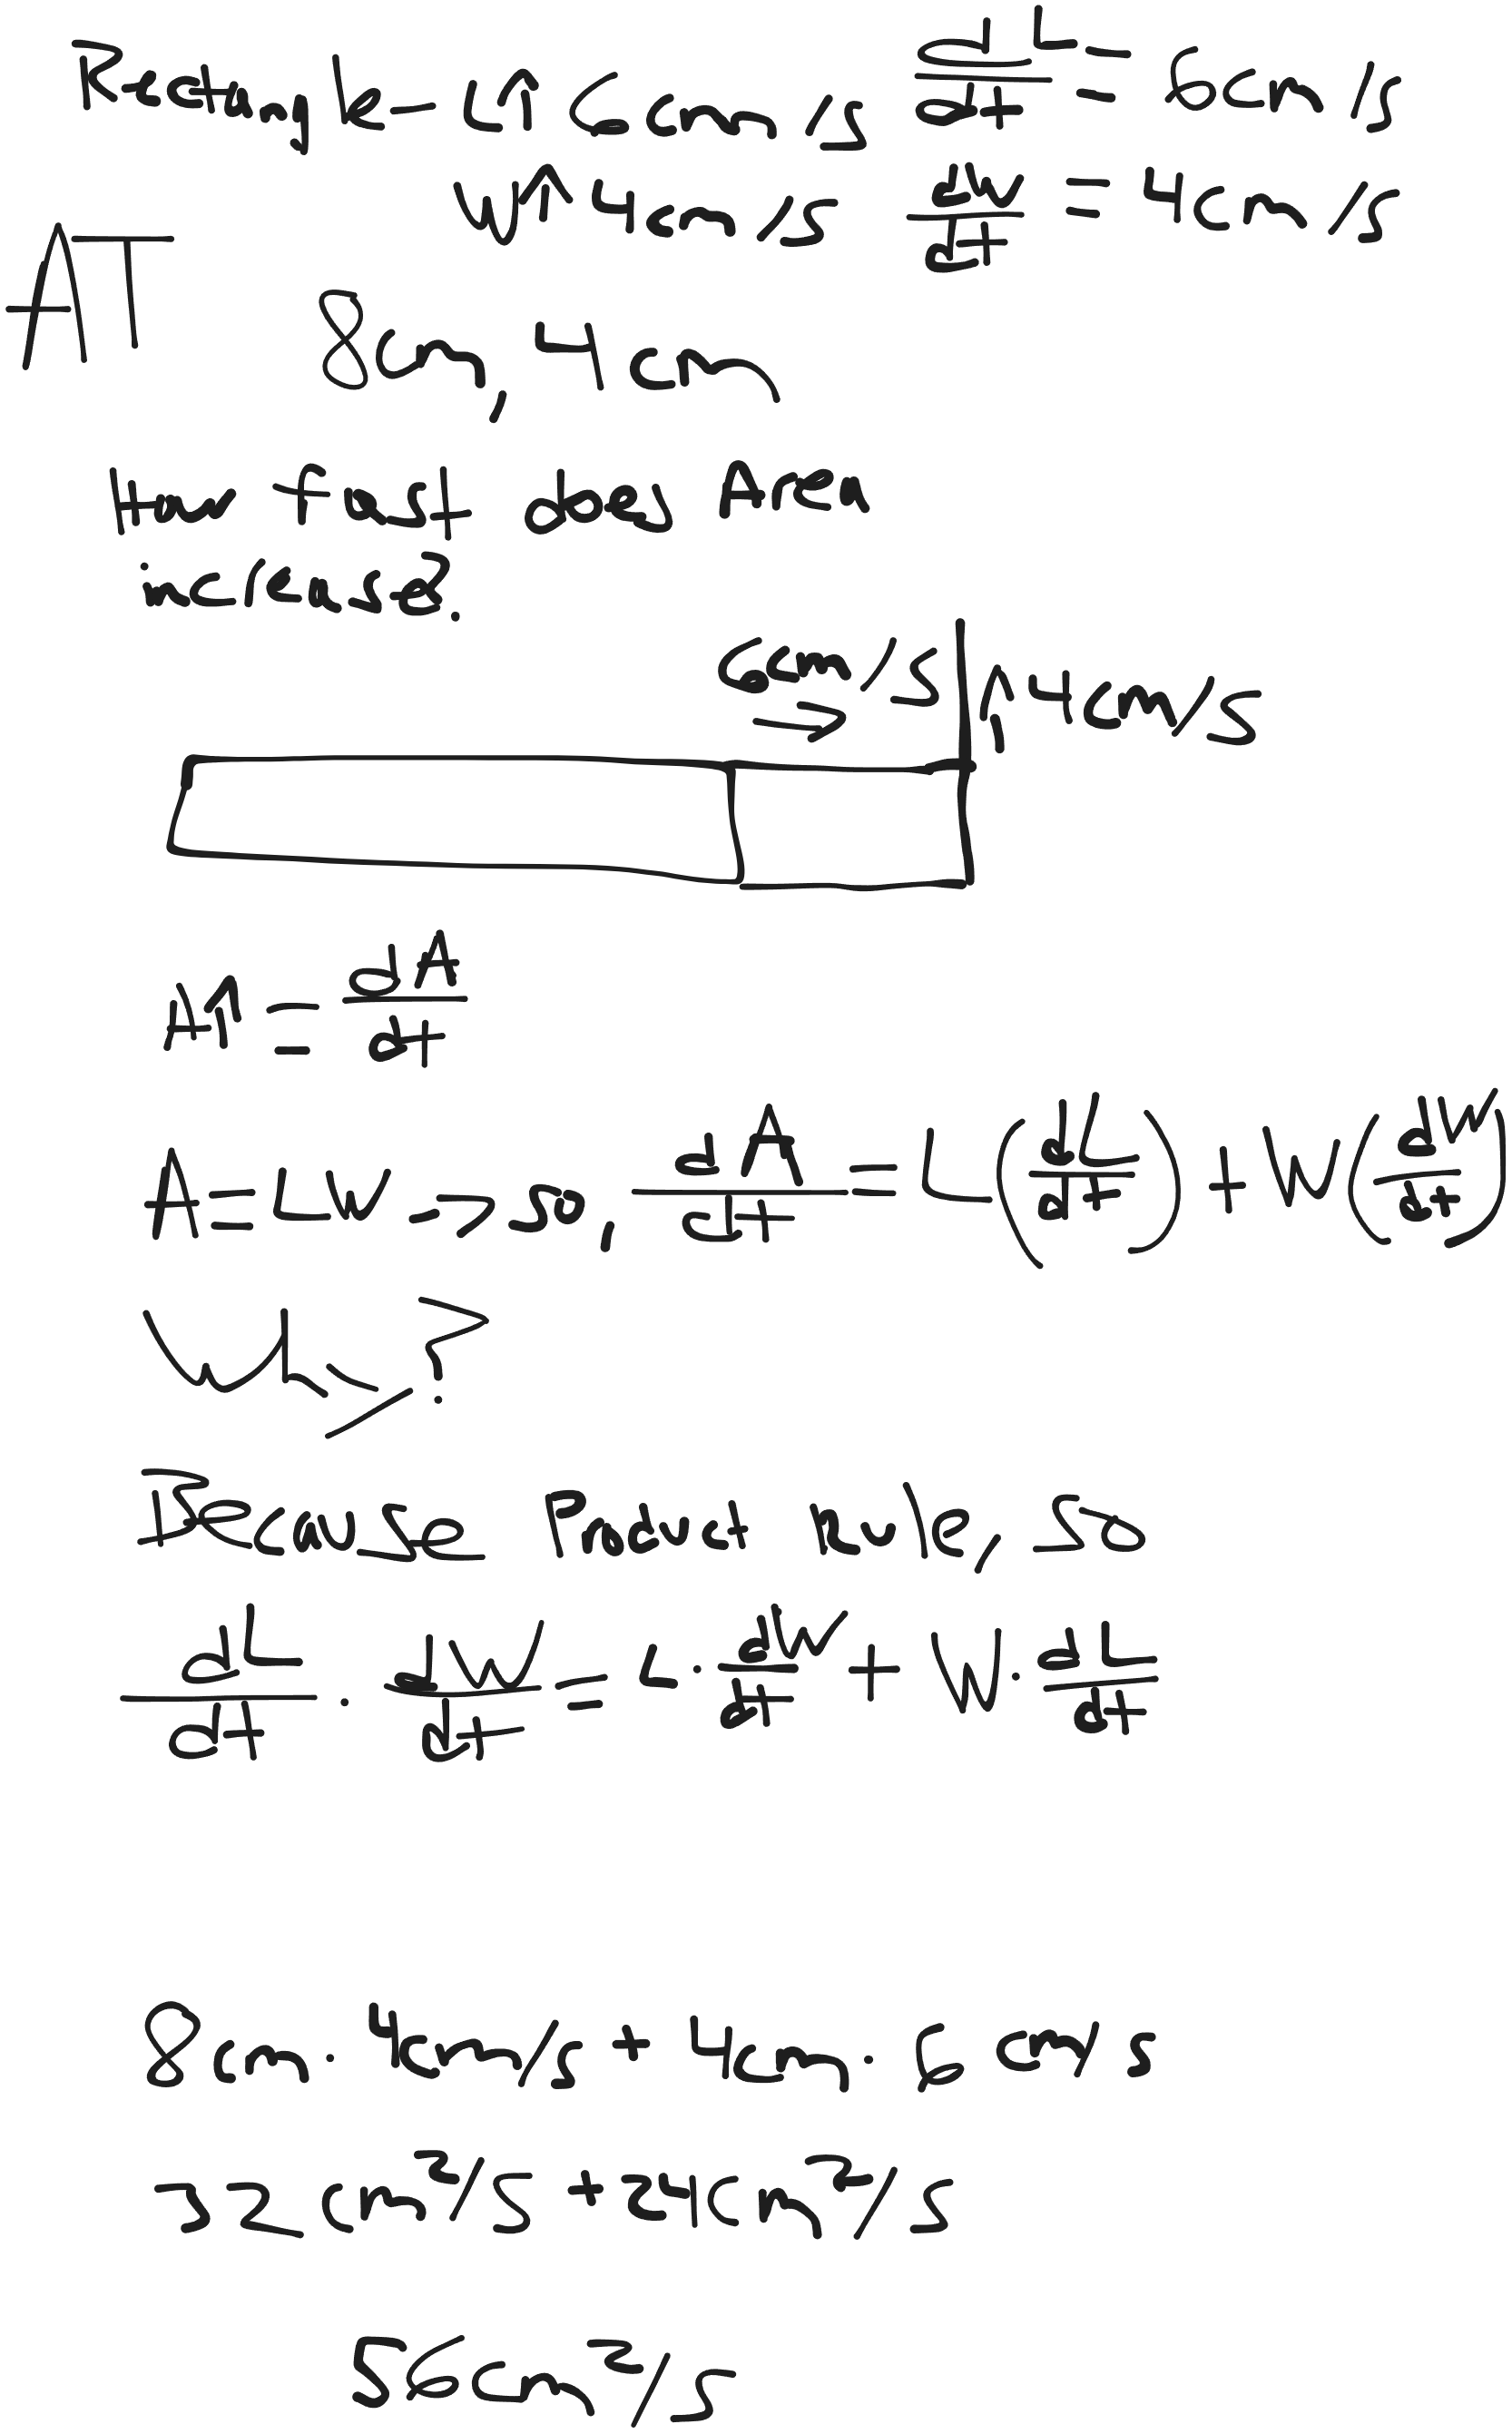 Rectangle- L↑ 6cm/s dL/dt = 6cm/s
W↑ 4cm/s dW/dt = 4cm/s
AT 8cm, 4cm
How fast does Area
increase?
6cm/s → ↑4cm/s
A↑ = dA/dt
A=LW -> so, dA/dt = L(dL/dt) + W(dW/dt)
Why?
Because Product Rule, so
dL/dt · dW/dt = L · dW/dt + W · dL/dt
8cm · 4cm/s + 4cm · 6cm/s
32cm²/s + 24cm²/s
56cm²/s